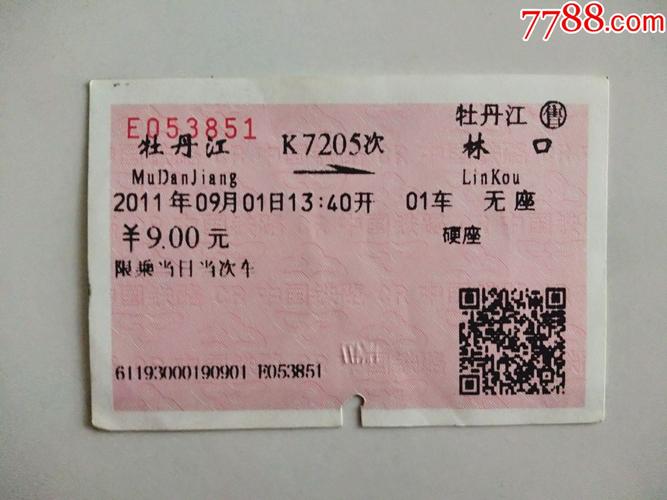 7788.com
牡丹江 售
E053851
牡丹江 K7205次 林 口
MuDanJiang LinKou
2011年09月01日13:40开 01车 无座
￥9.00元 硬座
限乘当日当次车
61193000190901 E053851